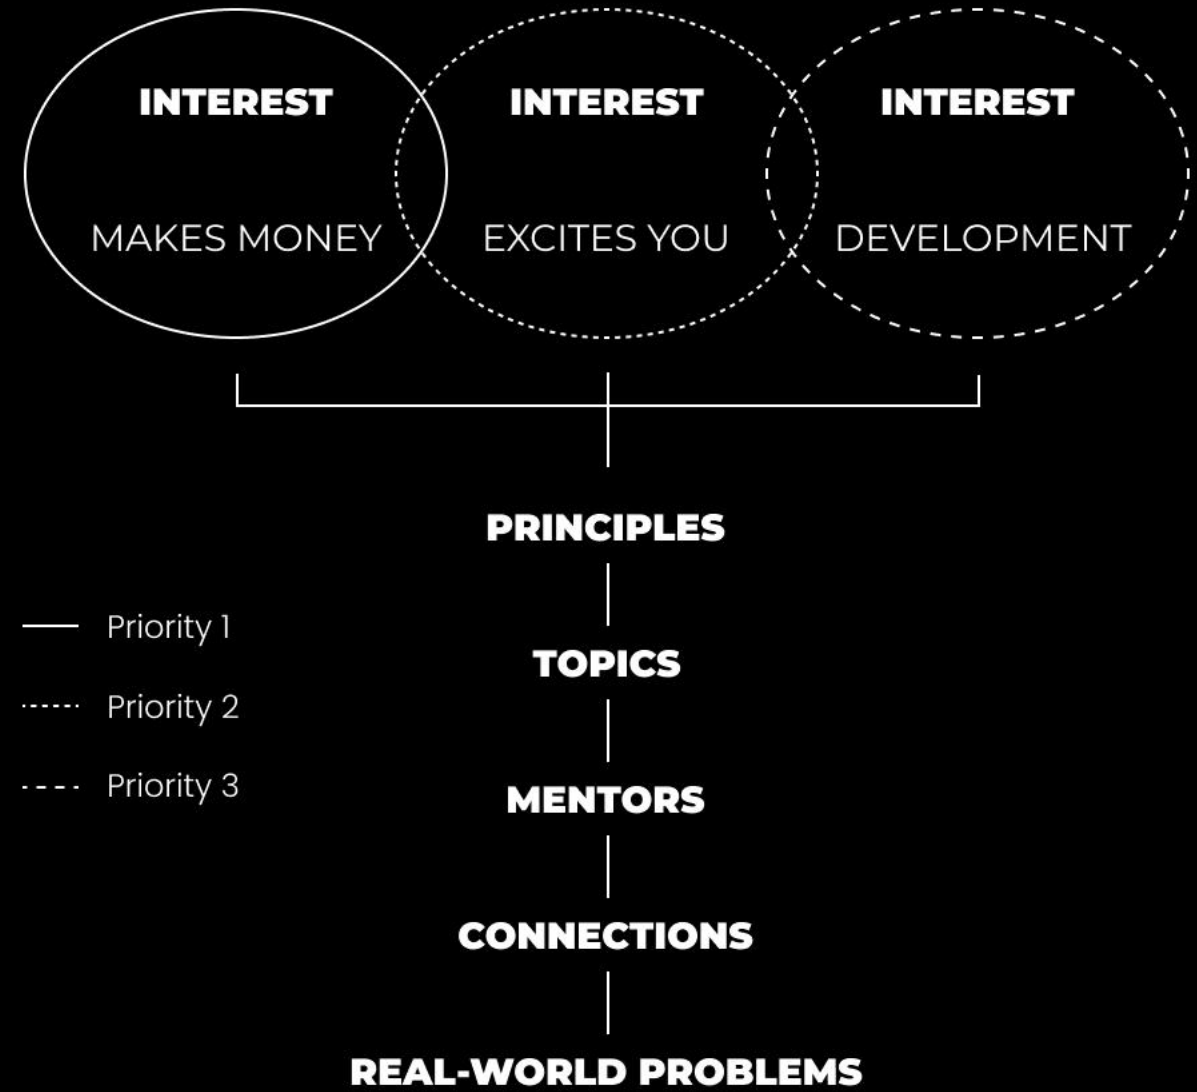 INTEREST INTEREST INTEREST
MAKES MONEY EXCITES YOU DEVELOPMENT
PRINCIPLES
Priority 1
TOPICS
Priority 2
Priority 3
MENTORS
CONNECTIONS
REAL-WORLD PROBLEMS